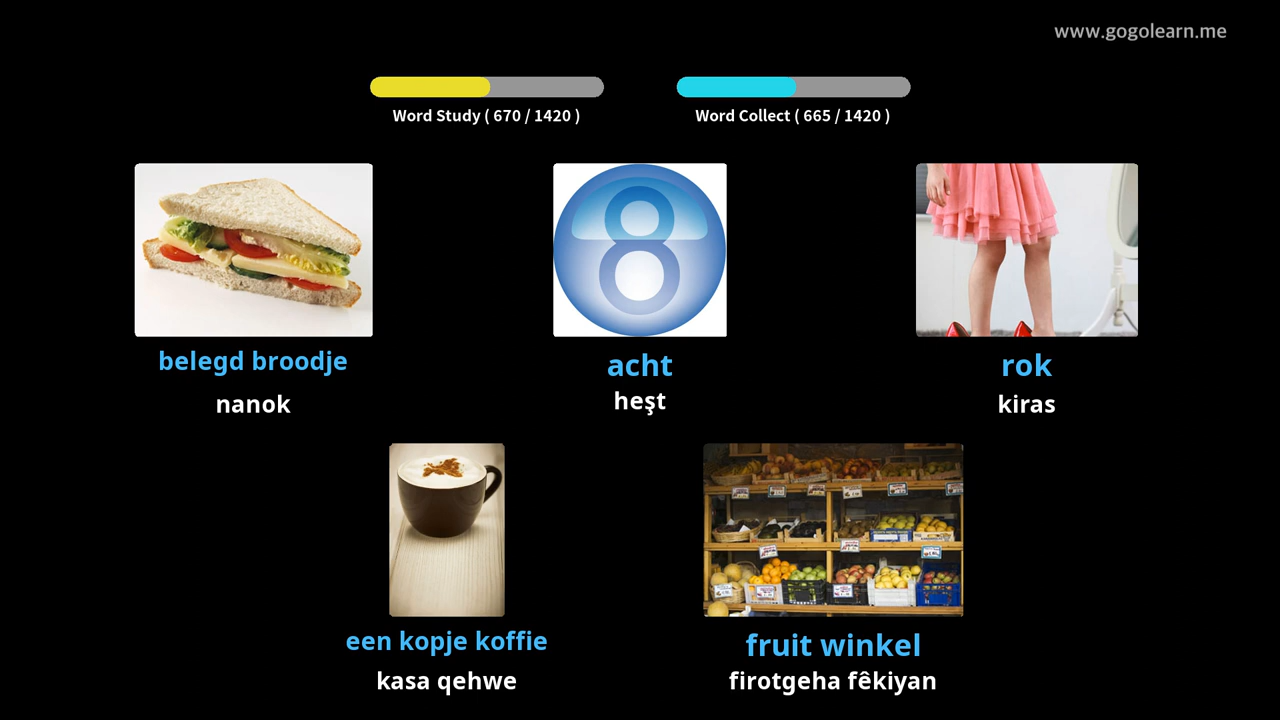 www.gogolearn.me
Word Study ( 670 / 1420 )
Word Collect ( 665 / 1420 )
8
belegd broodje
nanok
acht
heşt
rok
kiras
een kopje koffie
kasa qehwe
fruit winkel
firotgeha fêkiyan